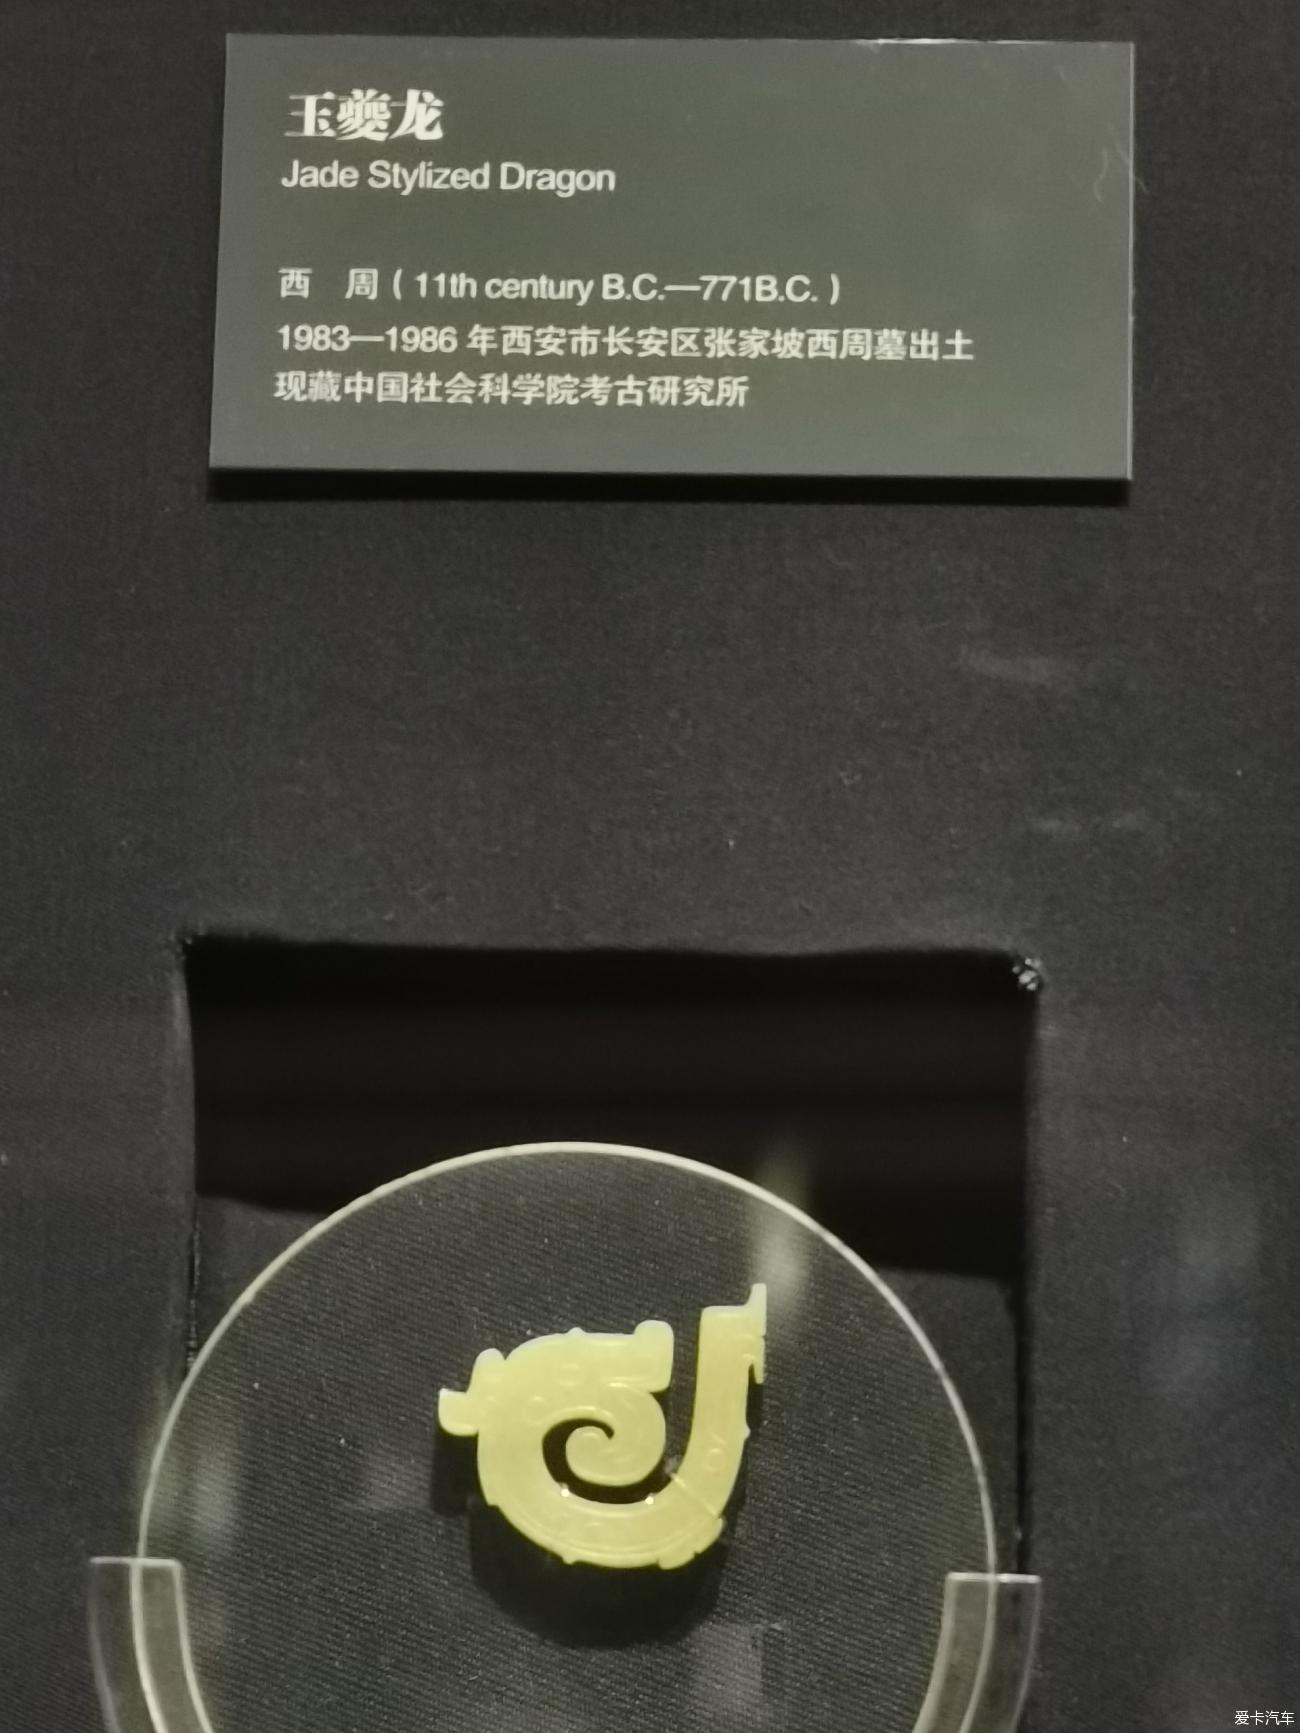 玉夔龙
Jade Stylized Dragon
西　周（11th century B.C.—771B.C.）
1983—1986 年西安市长安区张家坡西周墓出土
现藏中国社会科学院考古研究所
爱卡汽车